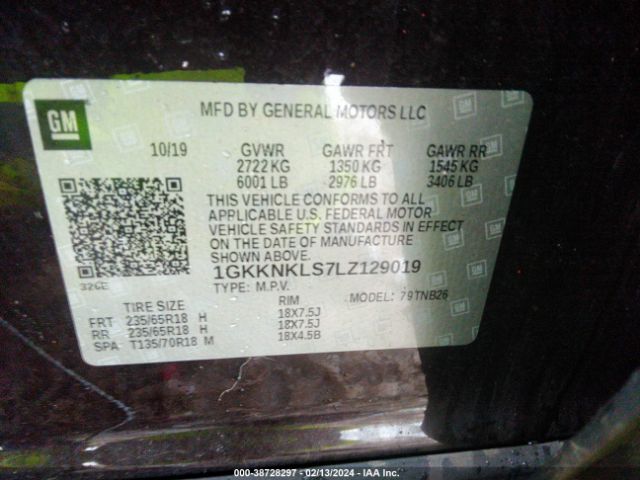 GM
MFD BY GENERAL MOTORS LLC
10/19 GVWR GAWR FRT GAWR RR
2722 KG 1350 KG 1545 KG
6001 LB 2976 LB 3406 LB
THIS VEHICLE CONFORMS TO ALL
APPLICABLE U.S. FEDERAL MOTOR
VEHICLE SAFETY STANDARDS IN EFFECT
ON THE DATE OF MANUFACTURE
SHOWN ABOVE.
32CE
1GKKNKLS7LZ129019
TYPE: M.P.V. MODEL: 79TNB26
TIRE SIZE RIM
FRT 235/65R18 H 18X7.5J
RR 235/65R18 H 18X7.5J
SPA T135/70R18 M 18X4.5B
000-38728297 - 02/13/2024 - IAA Inc.